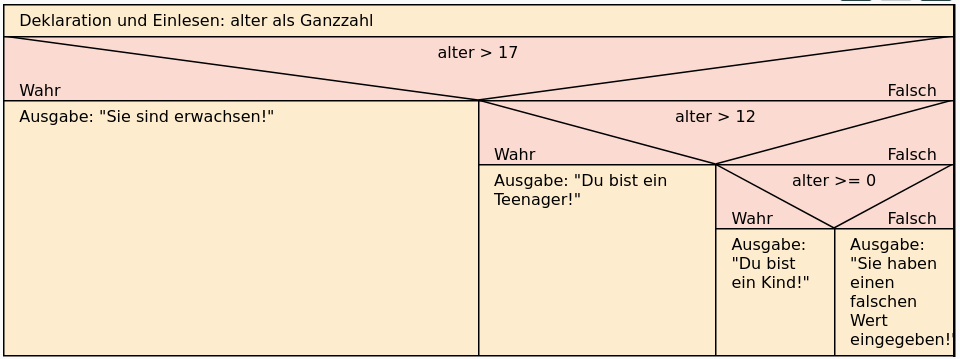 Deklaration und Einlesen: alter als Ganzzahl
alter > 17
Wahr
Falsch
Ausgabe: "Sie sind erwachsen!"
alter > 12
Wahr
Falsch
Ausgabe: "Du bist ein
Teenager!"
alter >= 0
Wahr
Falsch
Ausgabe:
"Du bist
ein Kind!"
Ausgabe:
"Sie haben
einen
falschen
Wert
eingegeben!"